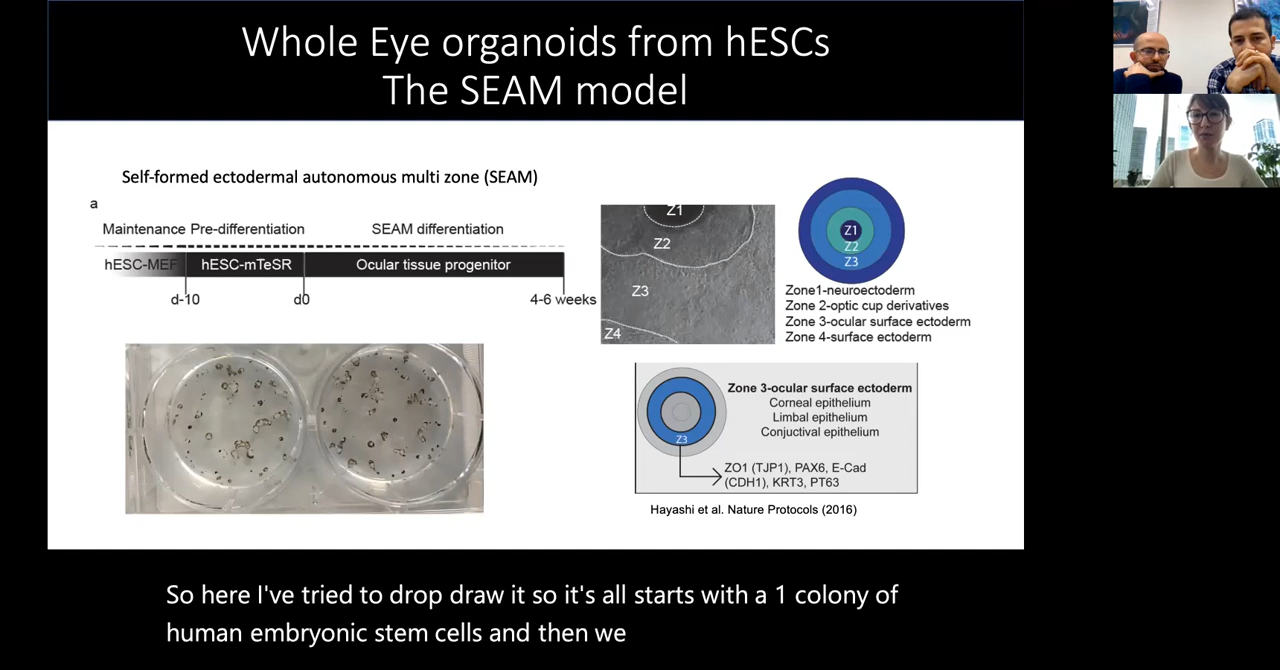 Whole Eye organoids from hESCs
The SEAM model
Self-formed ectodermal autonomous multi zone (SEAM)
a
Maintenance Pre-differentiation SEAM differentiation
hESC-MEF hESC-mTeSR Ocular tissue progenitor
d-10 d0 4-6 weeks
Z1
Z2
Z3
Z4
Z1
Z2
Z3
Zone1-neuroectoderm
Zone 2-optic cup derivatives
Zone 3-ocular surface ectoderm
Zone 4-surface ectoderm
Zone 3-ocular surface ectoderm
Corneal epithelium
Limbal epithelium
Conjuctival epithelium
Z3
ZO1 (TJP1), PAX6, E-Cad
(CDH1), KRT3, PT63
Hayashi et al. Nature Protocols (2016)
So here I've tried to drop draw it so it's all starts with a 1 colony of
human embryonic stem cells and then we